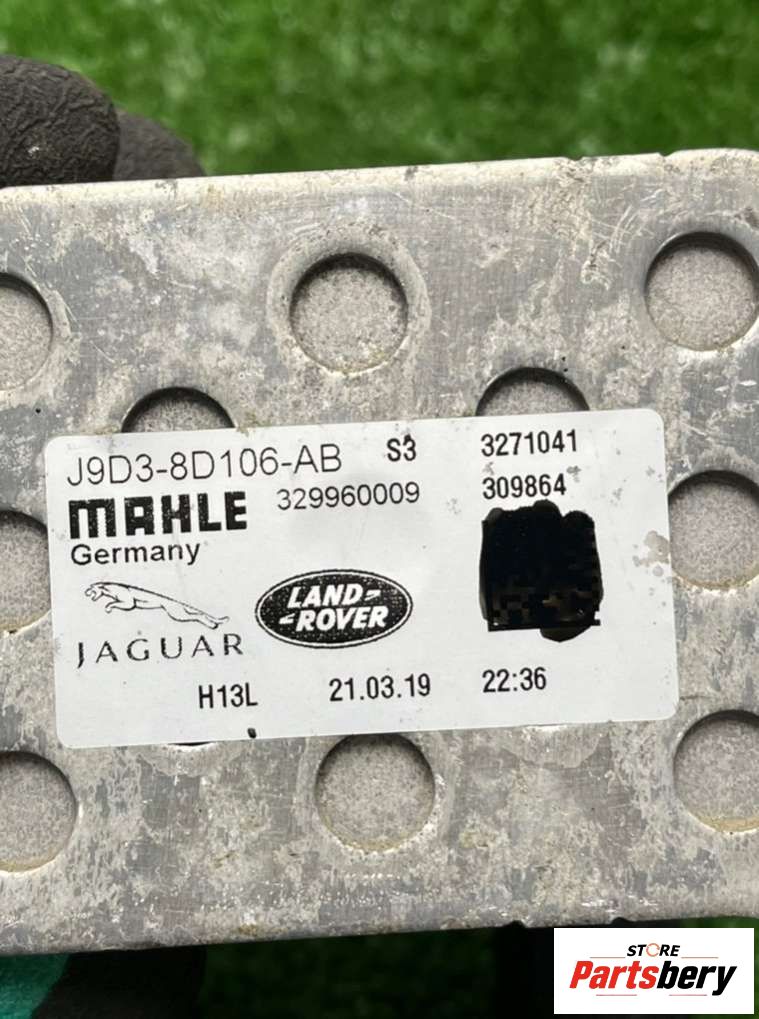 J9D3-8D106-AB S3 3271041
MAHLE 329960009 309864
Germany
JAGUAR LAND-
-ROVER
H13L 21.03.19 22:36
STORE
Partsbery